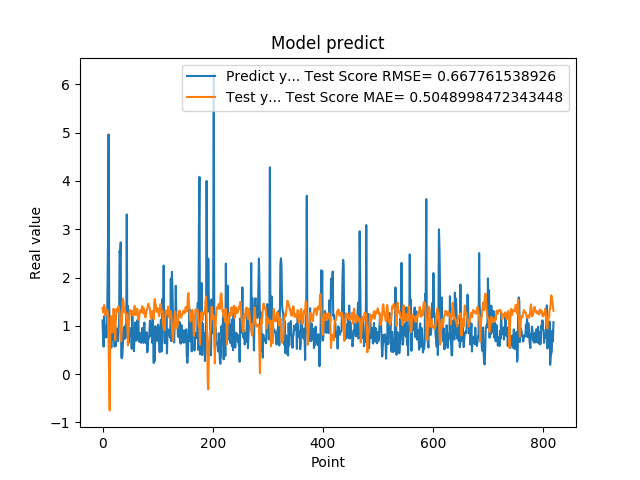 Model predict
Predict y... Test Score RMSE= 0.667761538926
Test y... Test Score MAE= 0.5048998472343448
6
5
4
3
2
1
0
−1
Real value
0 200 400 600 800
Point